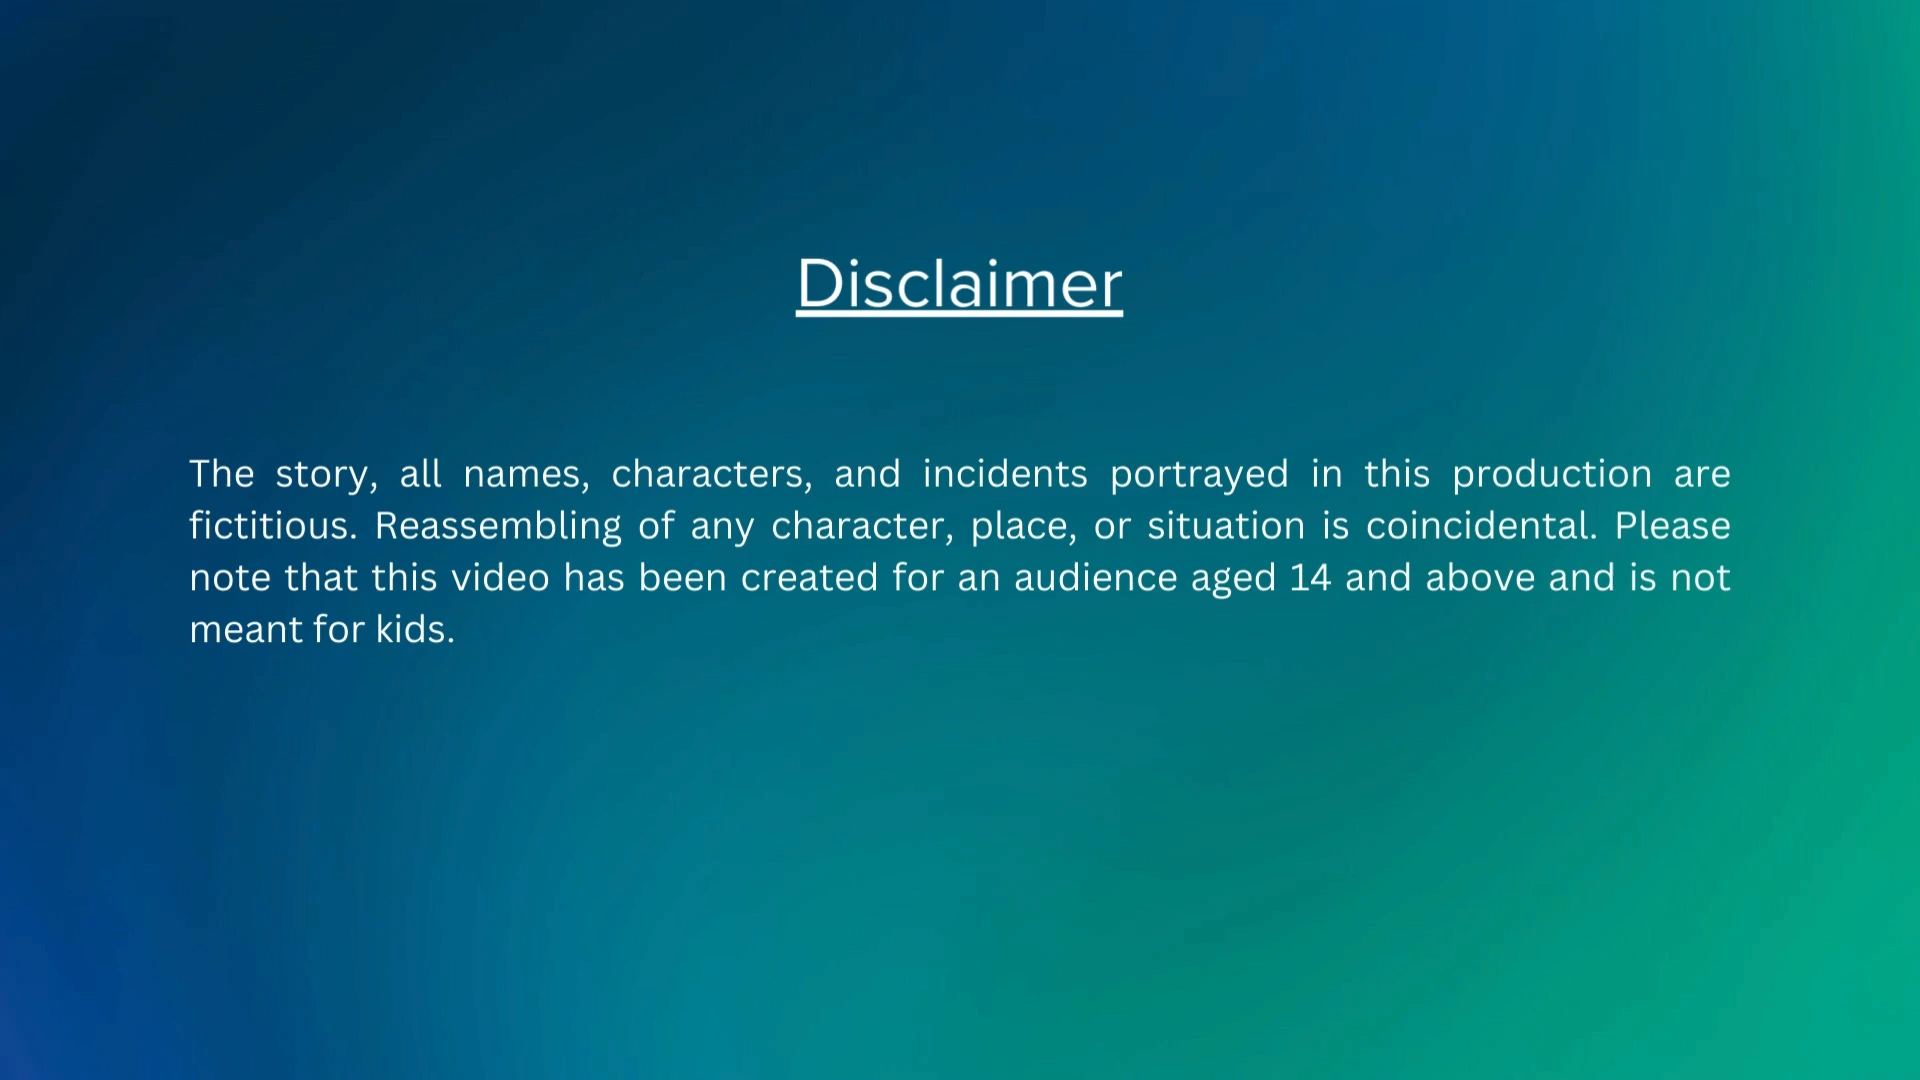 Disclaimer
The story, all names, characters, and incidents portrayed in this production are
fictitious. Reassembling of any character, place, or situation is coincidental. Please
note that this video has been created for an audience aged 14 and above and is not
meant for kids.